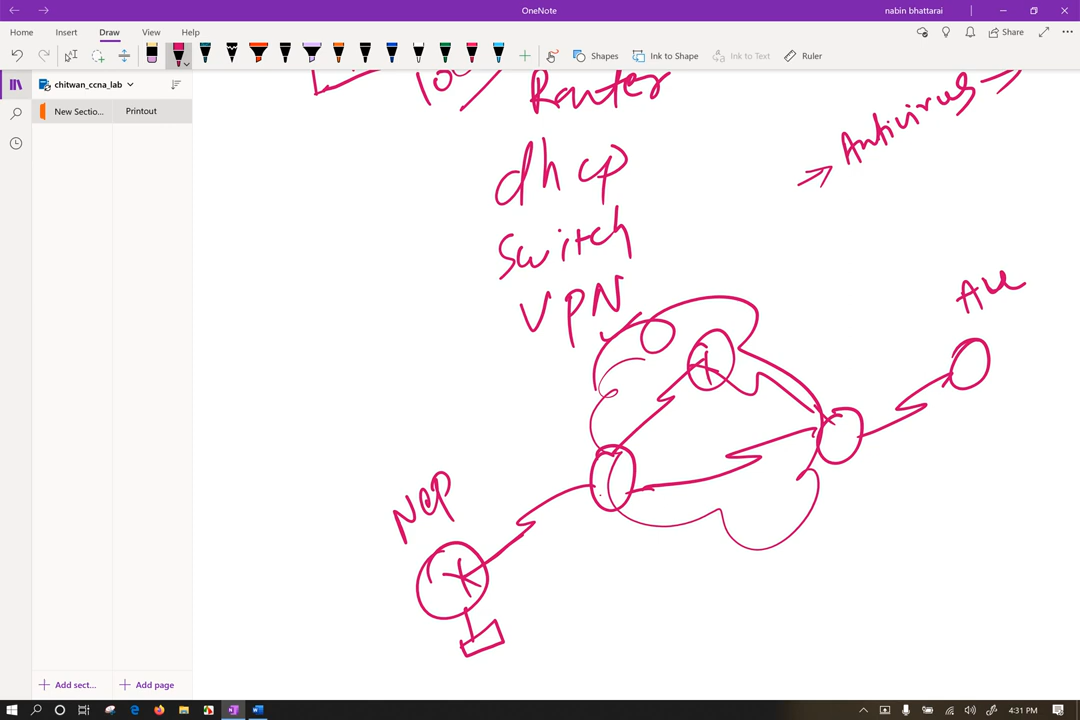 OneNote
nabin bhattarai
Home
Insert
Draw
View
Help
Share
Shapes
Ink to Shape
Ink to Text
Ruler
chitwan_ccna_lab
New Sectio...
Printout
Router
dhcp
Switch
VPN
Antivirus
Nep
Add sect...
Add page
4:31 PM